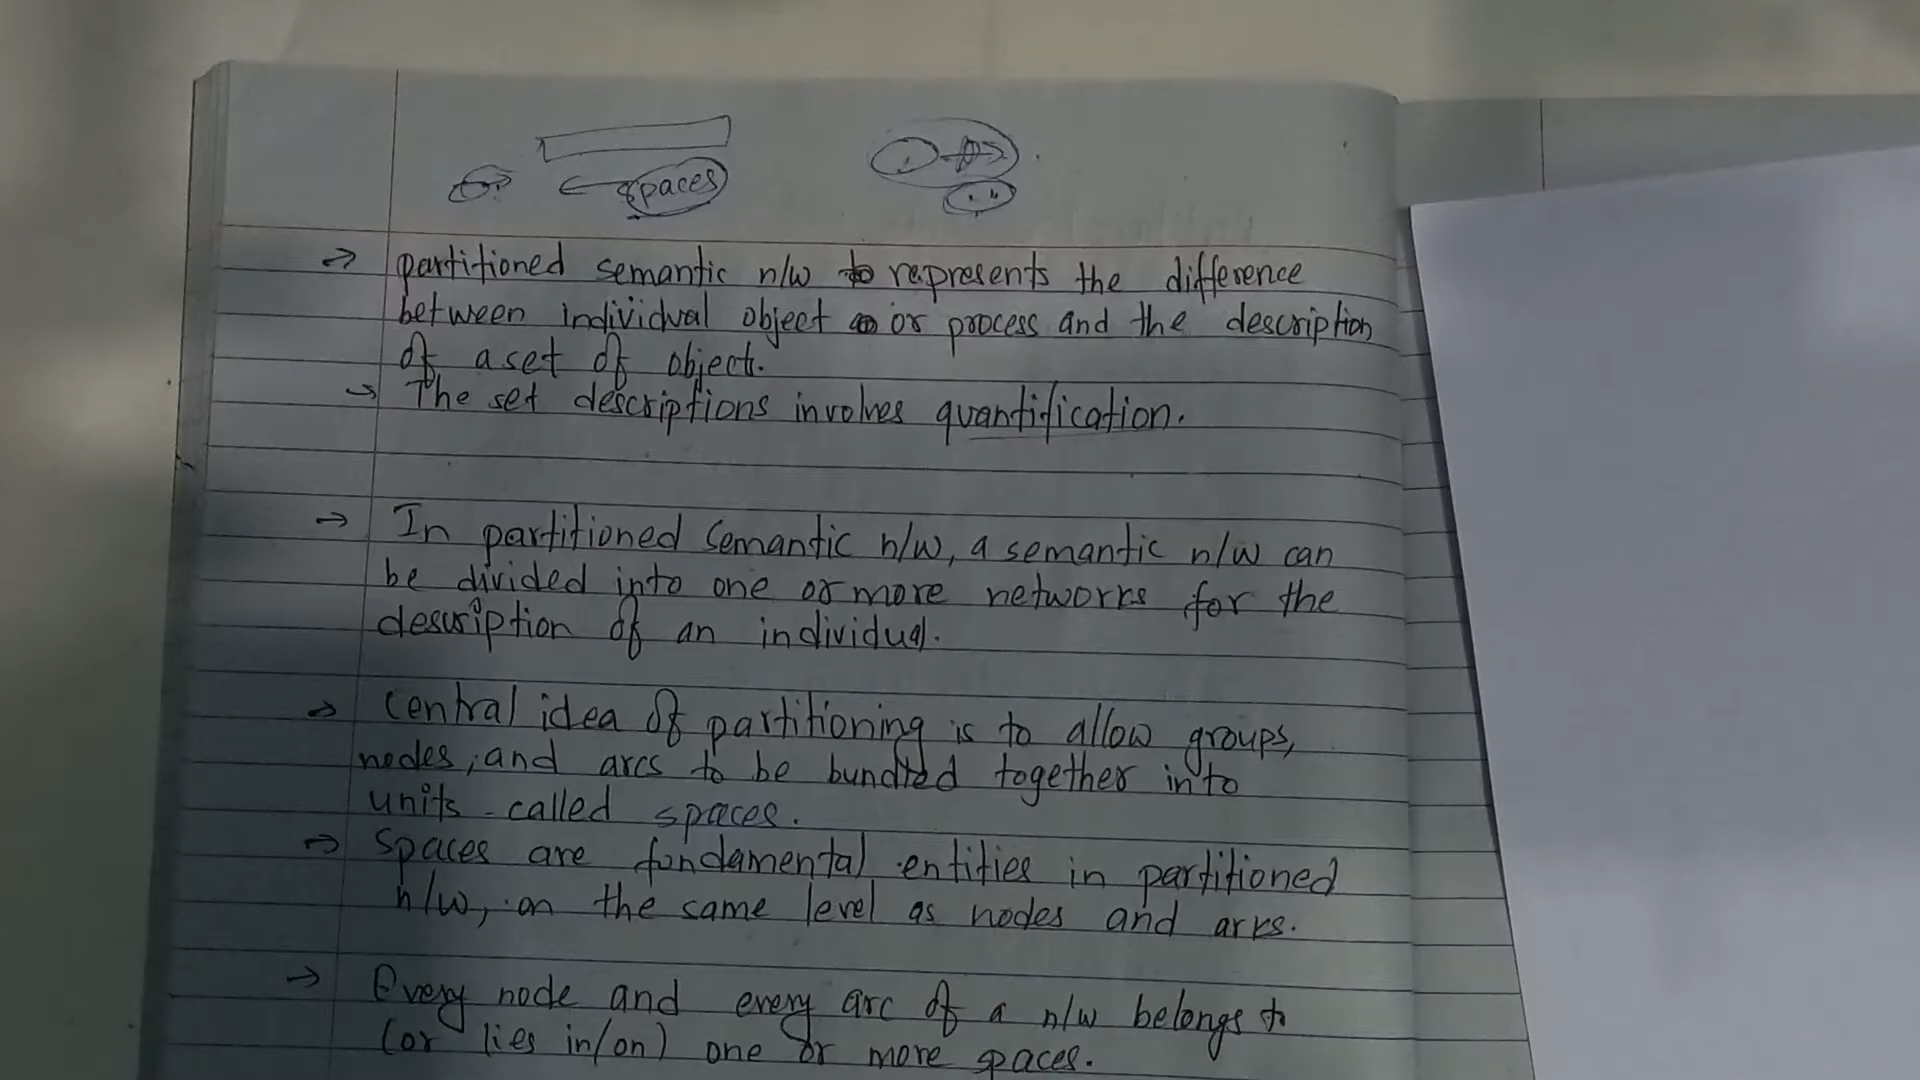 spaces
→ partitioned semantic n/w represents the difference
between individual object or process and the description
of a set of object.
→ The set descriptions involves quantification.
→ In partitioned semantic n/w, a semantic n/w can
be divided into one or more networks for the
description of an individual.
→ Central idea of partitioning is to allow groups,
nodes, and arcs to be bundled together into
units called spaces.
→ Spaces are fundamental entities in partitioned
n/w, on the same level as nodes and arks.
→ Every node and every arc of a n/w belongs to
(or lies in/on) one or more spaces.